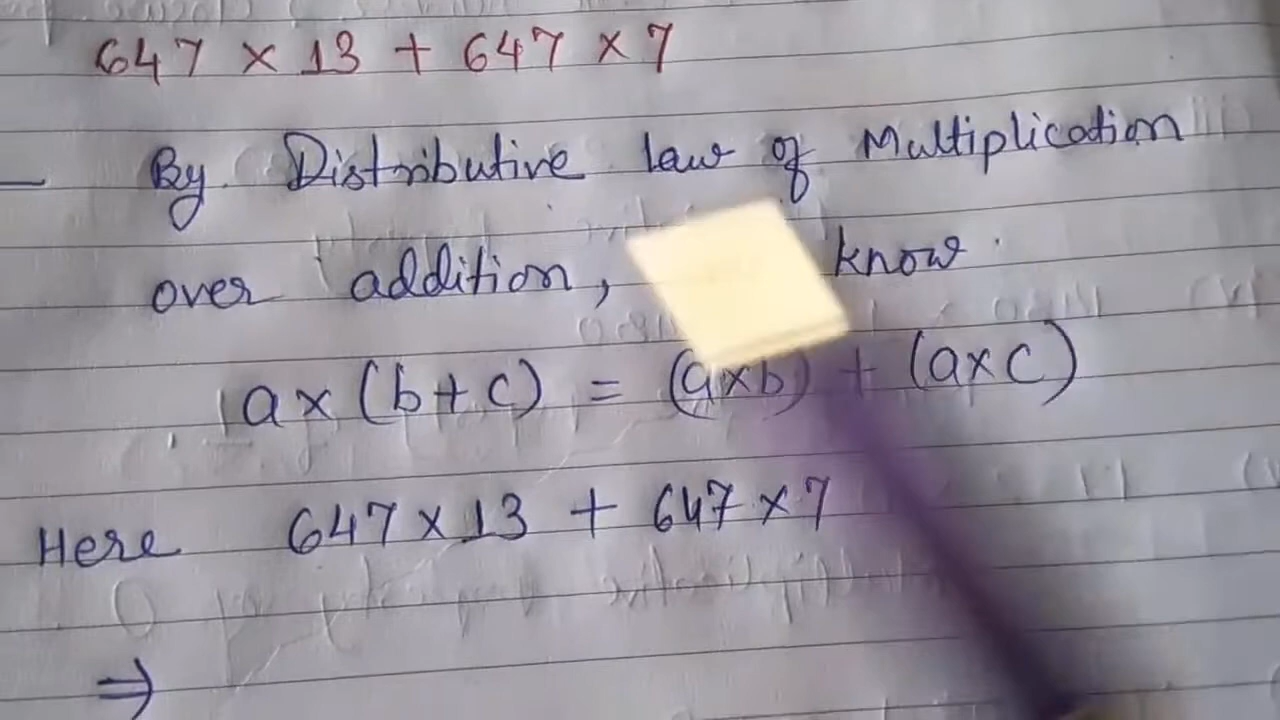 647 × 13 + 647 × 7
By Distributive law of Multiplication
over addition, know
a × (b + c) = (a×b) + (a×c)
Here 647 × 13 + 647 × 7
⇒